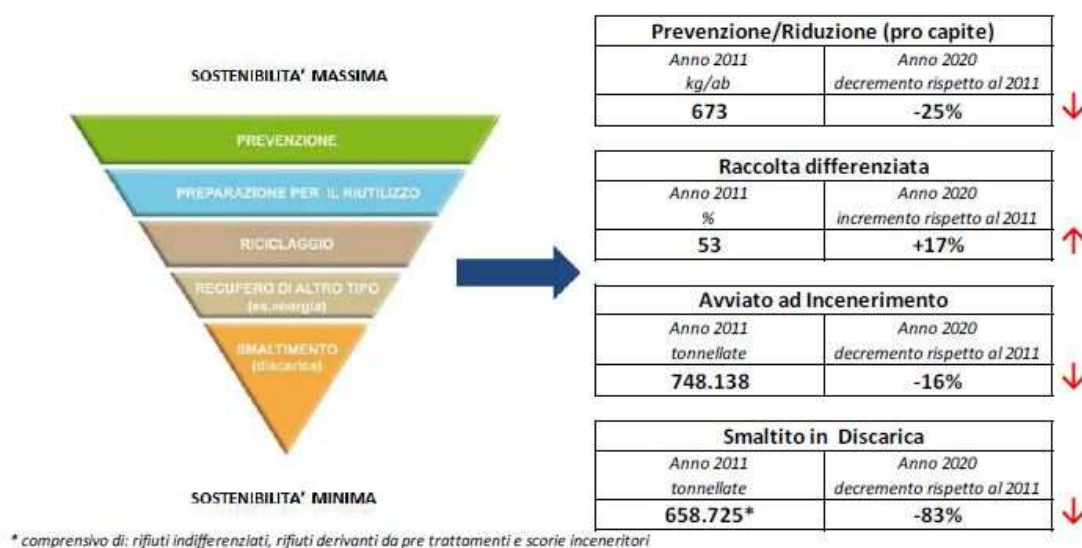 SOSTENIBILITA' MASSIMA
PREVENZIONE
PREPARAZIONE PER IL RIUTILIZZO
RICICLAGGIO
RECUPERO DI ALTRO TIPO
(es.energia)
SMALTIMENTO
(discarica)
SOSTENIBILITA' MINIMA
Prevenzione/Riduzione (pro capite)
Anno 2011 Anno 2020
kg/ab decremento rispetto al 2011
673 -25%
Raccolta differenziata
Anno 2011 Anno 2020
% incremento rispetto al 2011
53 +17%
Avviato ad Incenerimento
Anno 2011 Anno 2020
tonnellate decremento rispetto al 2011
748.138 -16%
Smaltito in Discarica
Anno 2011 Anno 2020
tonnellate decremento rispetto al 2011
658.725* -83%
* comprensivo di: rifiuti indifferenziati, rifiuti derivanti da pre trattamenti e scorie inceneritori